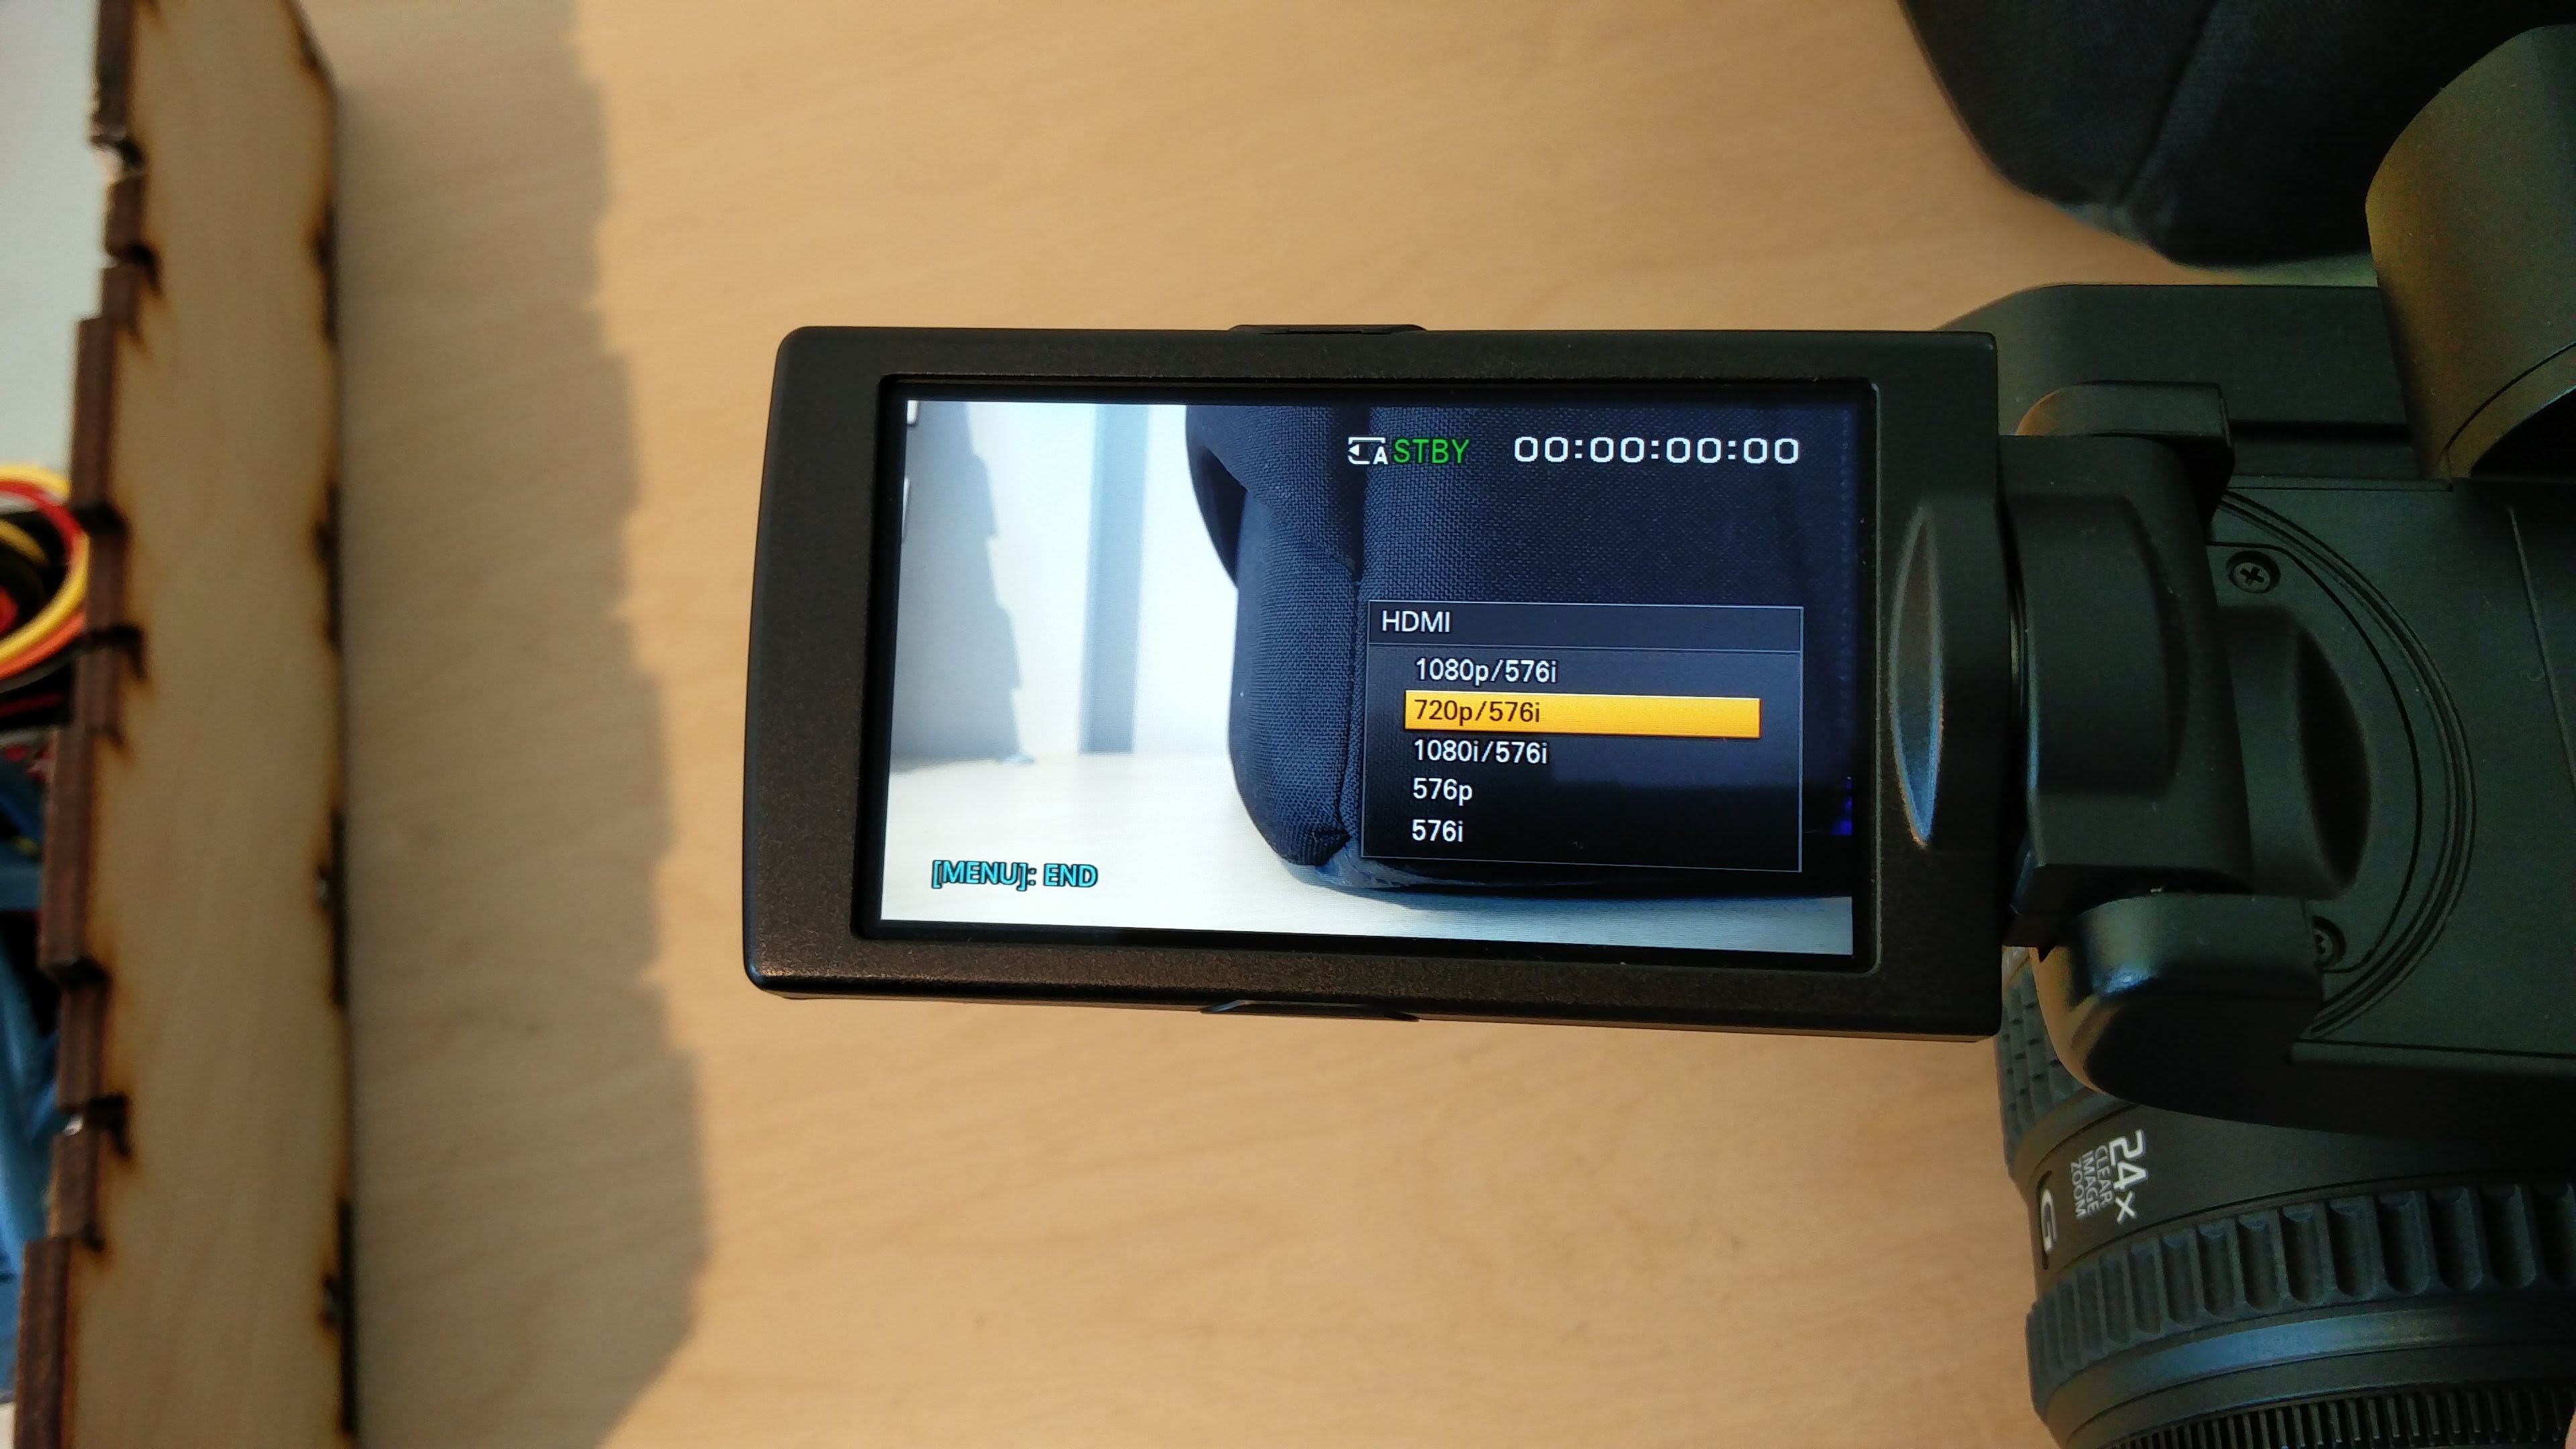 A STBY 00:00:00:00
HDMI
1080p/576i
720p/576i
1080i/576i
576p
576i
[MENU]: END
24x
CLEAR
IMAGE
ZOOM
G